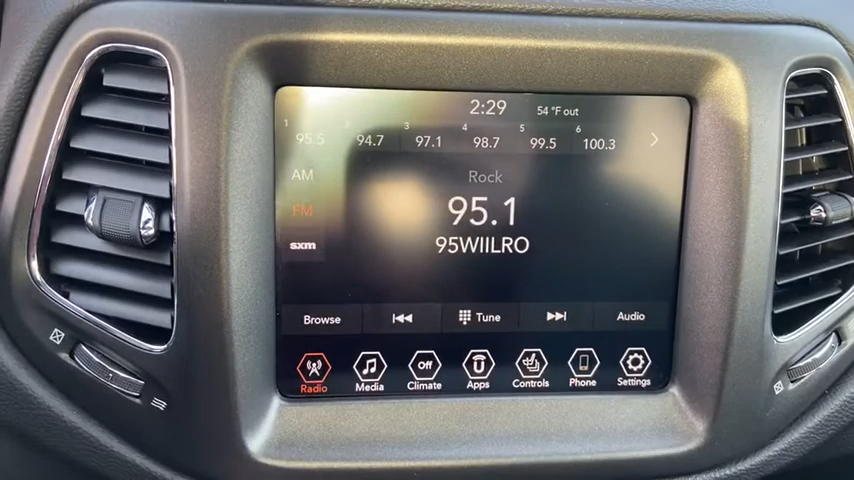 2:29 54°F out
1 2 3 4 5 6
95.5 94.7 97.1 98.7 99.5 100.3
AM
Rock
FM
95.1
sxm
95WIILRO
Browse Tune Audio
Off
Radio Media Climate Apps Controls Phone Settings